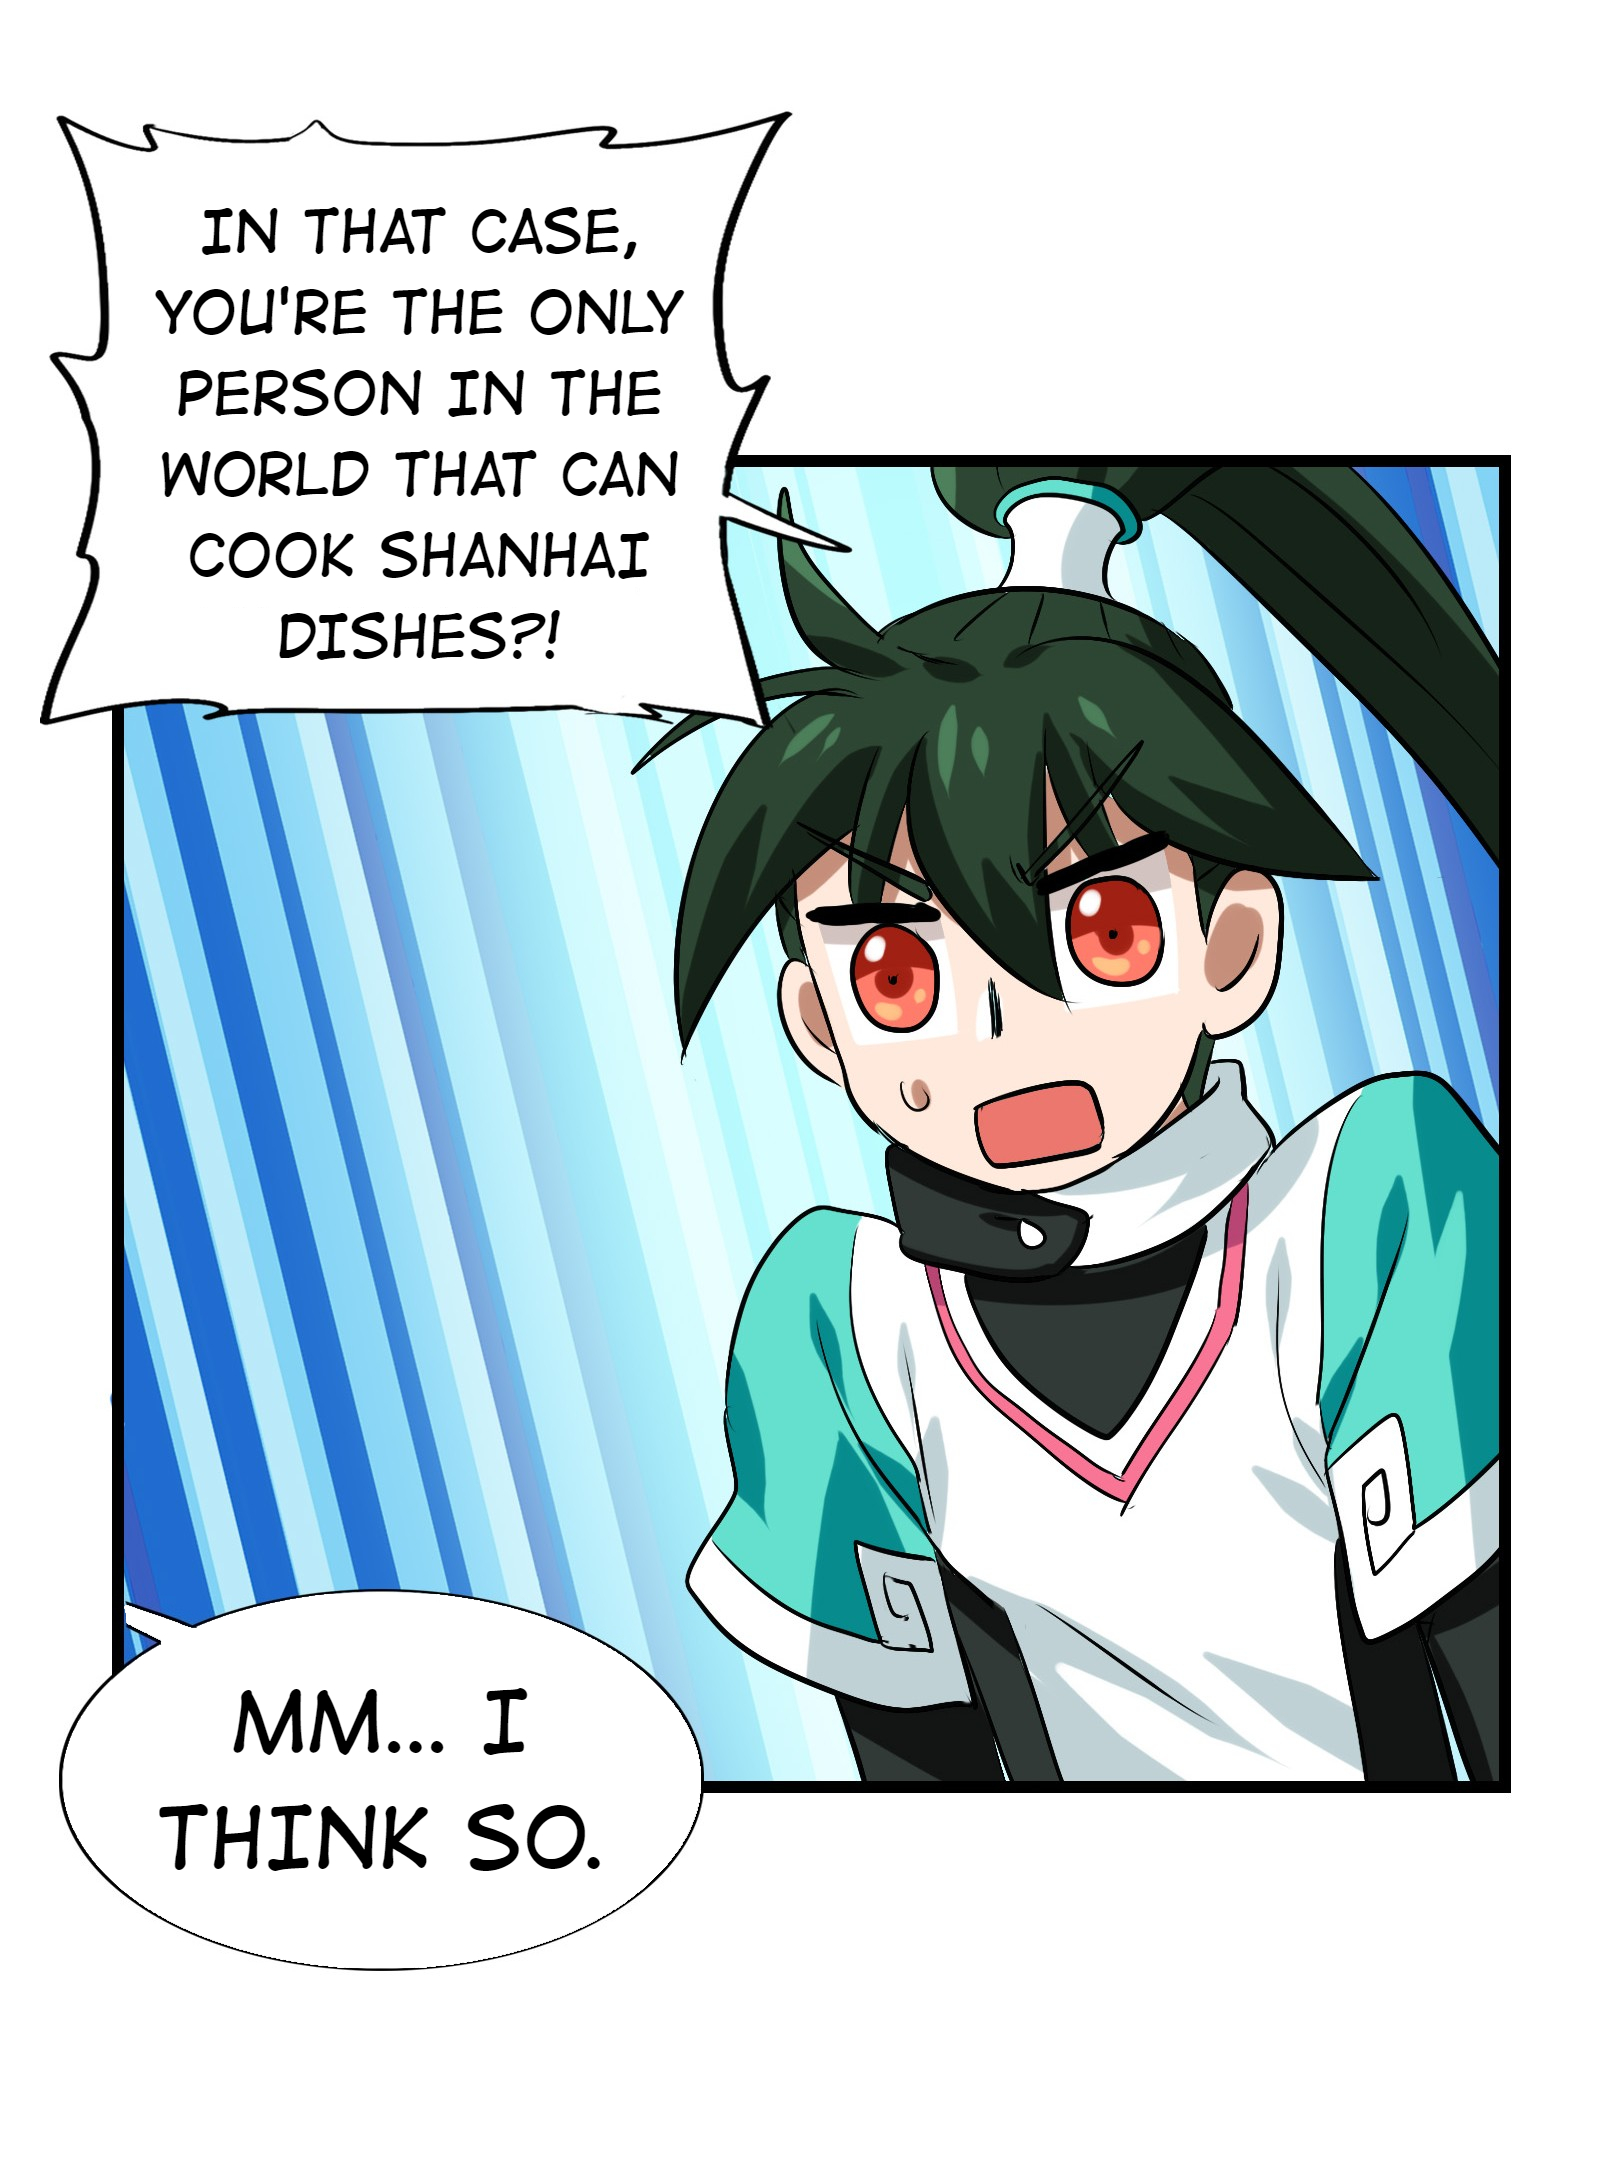 IN THAT CASE,
YOU'RE THE ONLY
PERSON IN THE
WORLD THAT CAN
COOK SHANHAI
DISHES?!
MM... I
THINK SO.